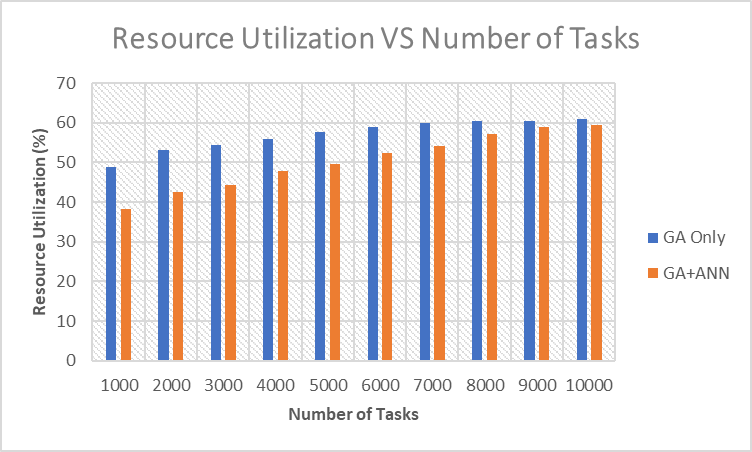 Resource Utilization VS Number of Tasks
70
60
50
40
30
20
10
0
Resource Utilization (%)
1000 2000 3000 4000 5000 6000 7000 8000 9000 10000
Number of Tasks
GA Only
GA+ANN